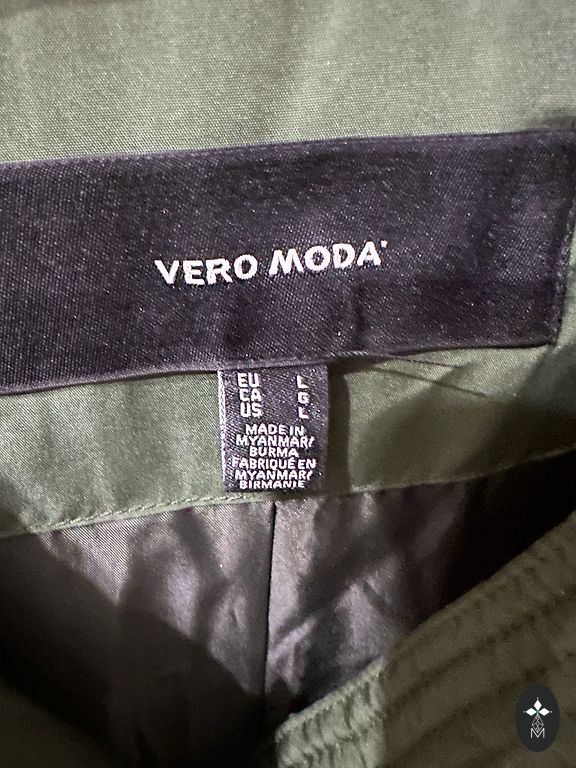 VERO MODA
EU L
CA G
US L
MADE IN
MYANMAR/
BURMA
FABRIQUÉ EN
MYANMAR/
BIRMANIE
M